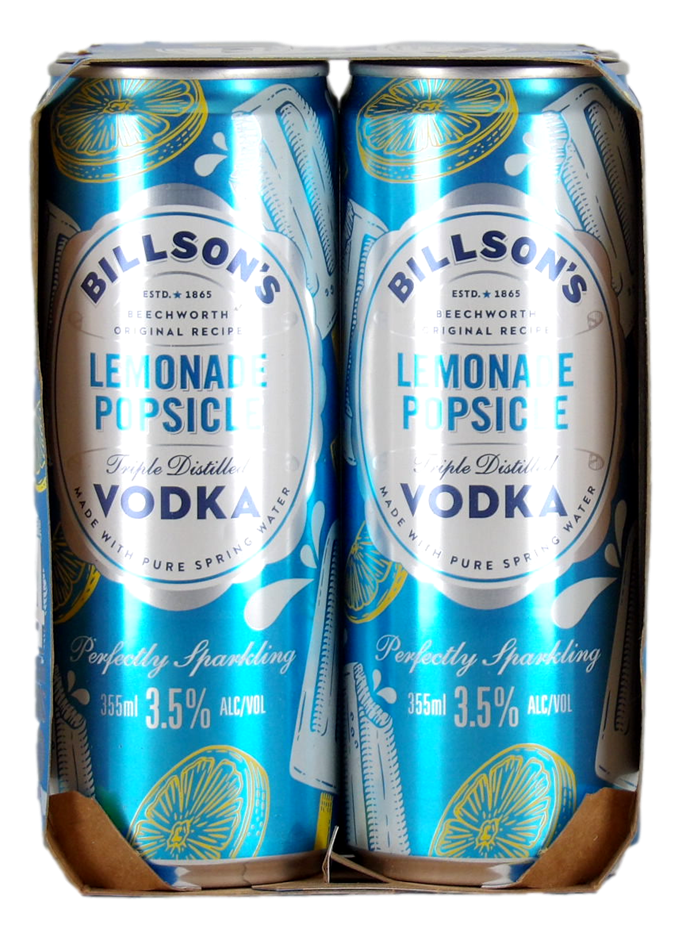 BILLSON'S
ESTD. ★ 1865
BEECHWORTH
ORIGINAL RECIPE
LEMONADE
POPSICLE
Triple Distilled
VODKA
MADE WITH PURE SPRING WATER
Perfectly Sparkling
355ml 3.5% ALC/VOL
BILLSON'S
ESTD. ★ 1865
BEECHWORTH
ORIGINAL RECIPE
LEMONADE
POPSICLE
Triple Distilled
VODKA
MADE WITH PURE SPRING WATER
Perfectly Sparkling
355ml 3.5% ALC/VOL